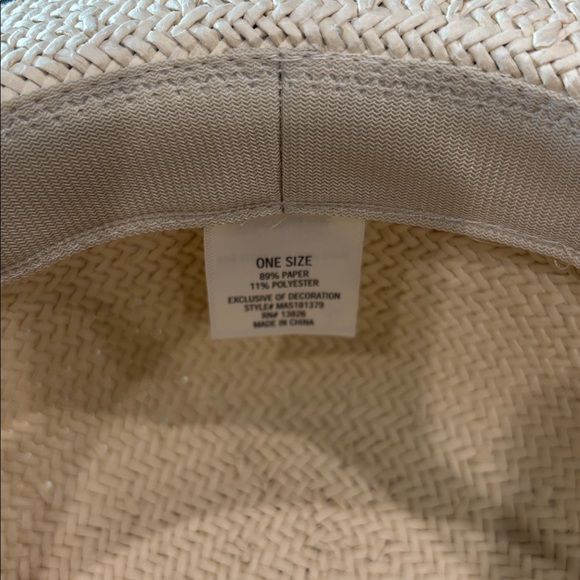 ONE SIZE
89% PAPER
11% POLYESTER
EXCLUSIVE OF DECORATION
STYLE# MAS181379
RN# 13826
MADE IN CHINA